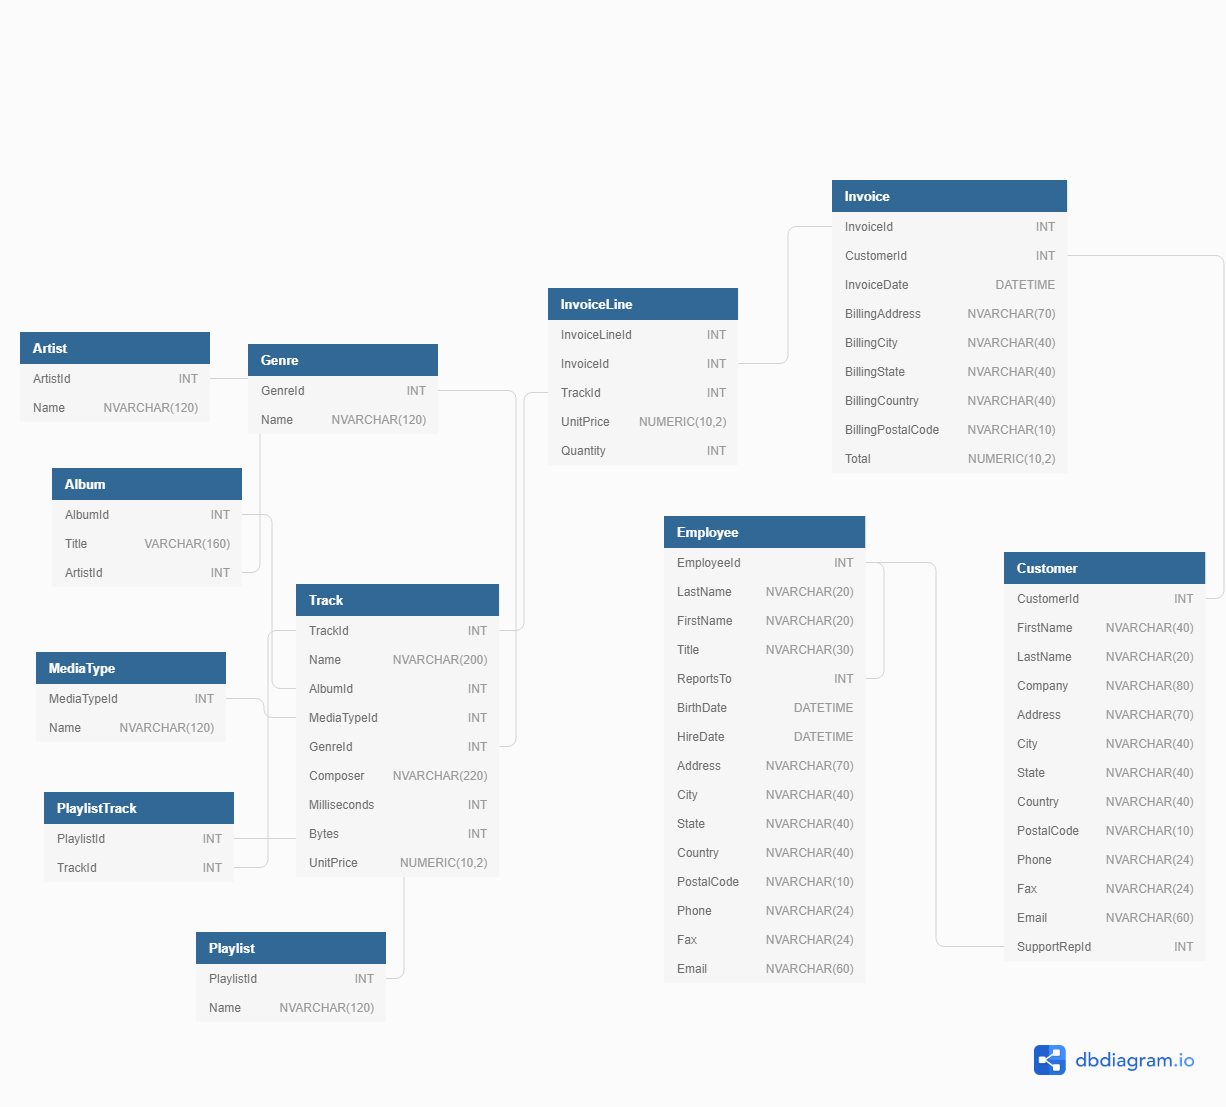 Invoice
InvoiceId INT
CustomerId INT
InvoiceDate DATETIME
BillingAddress NVARCHAR(70)
BillingCity NVARCHAR(40)
BillingState NVARCHAR(40)
BillingCountry NVARCHAR(40)
BillingPostalCode NVARCHAR(10)
Total NUMERIC(10,2)
InvoiceLine
InvoiceLineId INT
InvoiceId INT
TrackId INT
UnitPrice NUMERIC(10,2)
Quantity INT
Artist
ArtistId INT
Name NVARCHAR(120)
Genre
GenreId INT
Name NVARCHAR(120)
Album
AlbumId INT
Title VARCHAR(160)
ArtistId INT
Track
TrackId INT
Name NVARCHAR(200)
AlbumId INT
MediaTypeId INT
GenreId INT
Composer NVARCHAR(220)
Milliseconds INT
Bytes INT
UnitPrice NUMERIC(10,2)
MediaType
MediaTypeId INT
Name NVARCHAR(120)
PlaylistTrack
PlaylistId INT
TrackId INT
Playlist
PlaylistId INT
Name NVARCHAR(120)
Employee
EmployeeId INT
LastName NVARCHAR(20)
FirstName NVARCHAR(20)
Title NVARCHAR(30)
ReportsTo INT
BirthDate DATETIME
HireDate DATETIME
Address NVARCHAR(70)
City NVARCHAR(40)
State NVARCHAR(40)
Country NVARCHAR(40)
PostalCode NVARCHAR(10)
Phone NVARCHAR(24)
Fax NVARCHAR(24)
Email NVARCHAR(60)
Customer
CustomerId INT
FirstName NVARCHAR(40)
LastName NVARCHAR(20)
Company NVARCHAR(80)
Address NVARCHAR(70)
City NVARCHAR(40)
State NVARCHAR(40)
Country NVARCHAR(40)
PostalCode NVARCHAR(10)
Phone NVARCHAR(24)
Fax NVARCHAR(24)
Email NVARCHAR(60)
SupportRepId INT
dbdiagram.io